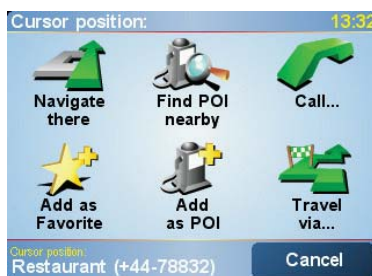 Cursor position:
13:32
Navigate there
Find POI nearby
Call...
Add as Favorite
Add as POI
Travel via...
Cursor position:
Restaurant (+44-78832)
Cancel